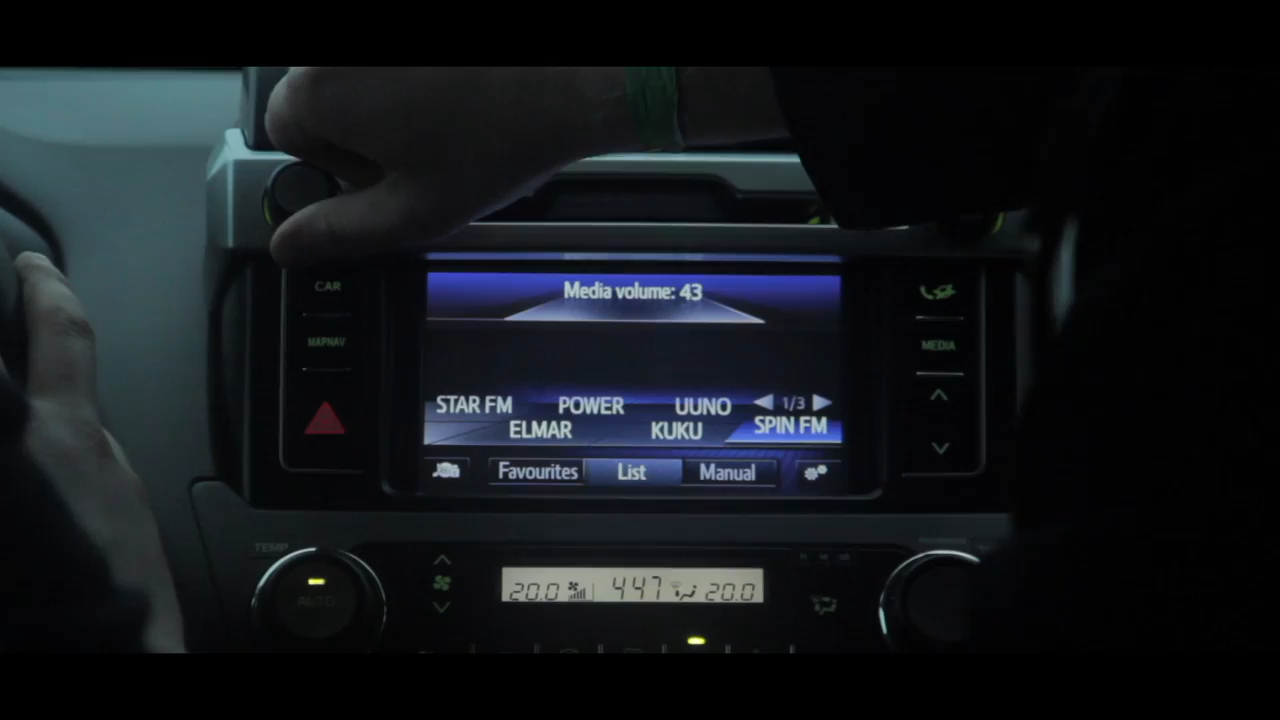 CAR
MAPNAV
Media volume: 43
MEDIA
STAR FM POWER UUNO 1/3
ELMAR KUKU SPIN FM
Favourites List Manual
TEMP
AUTO
20.0 447 20.0